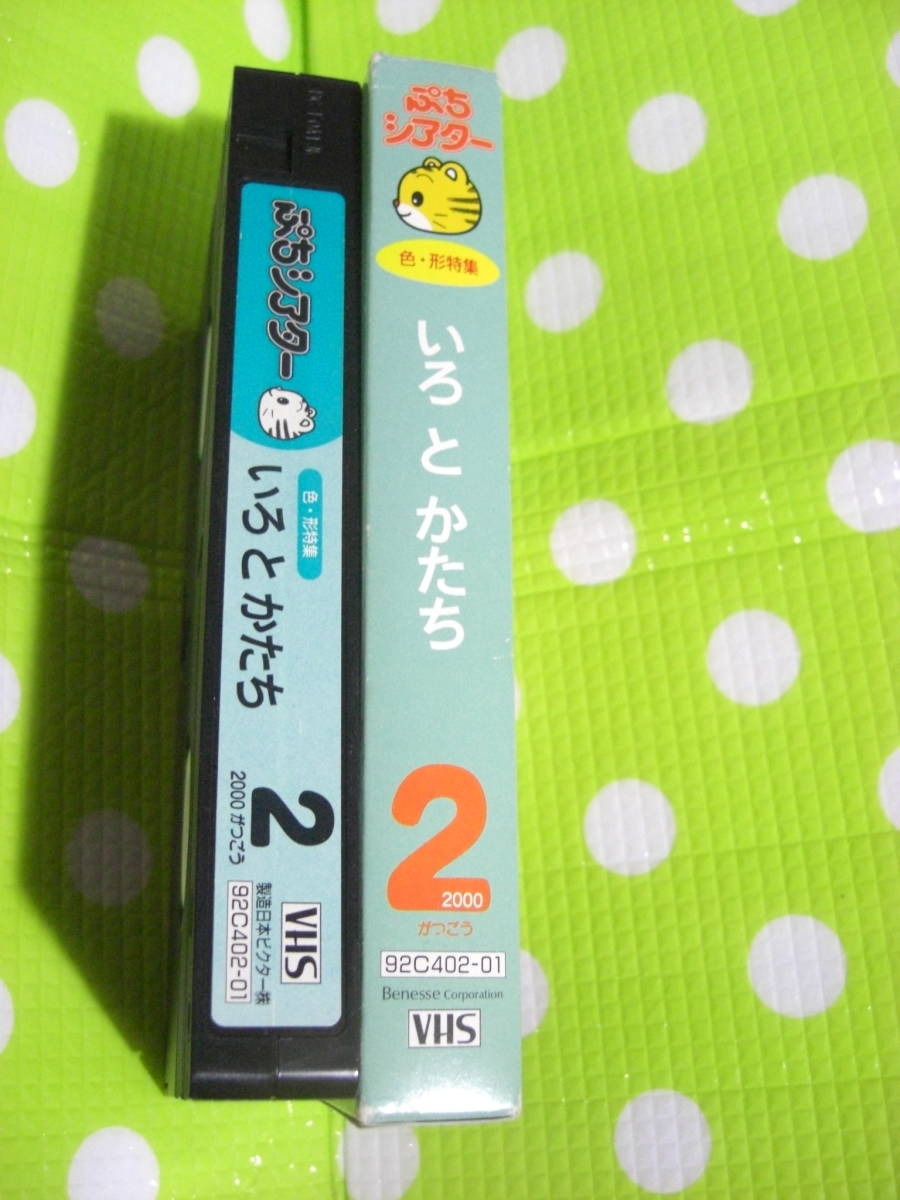 ぷちシアター
色・形特集
いろとかたち
2
2000 がつごう
製造日本ビクター㈱
92C402-01
VHS
ぷち
シアター
色・形特集
いろ と かたち
2
2000
がつごう
92C402-01
Benesse Corporation
VHS